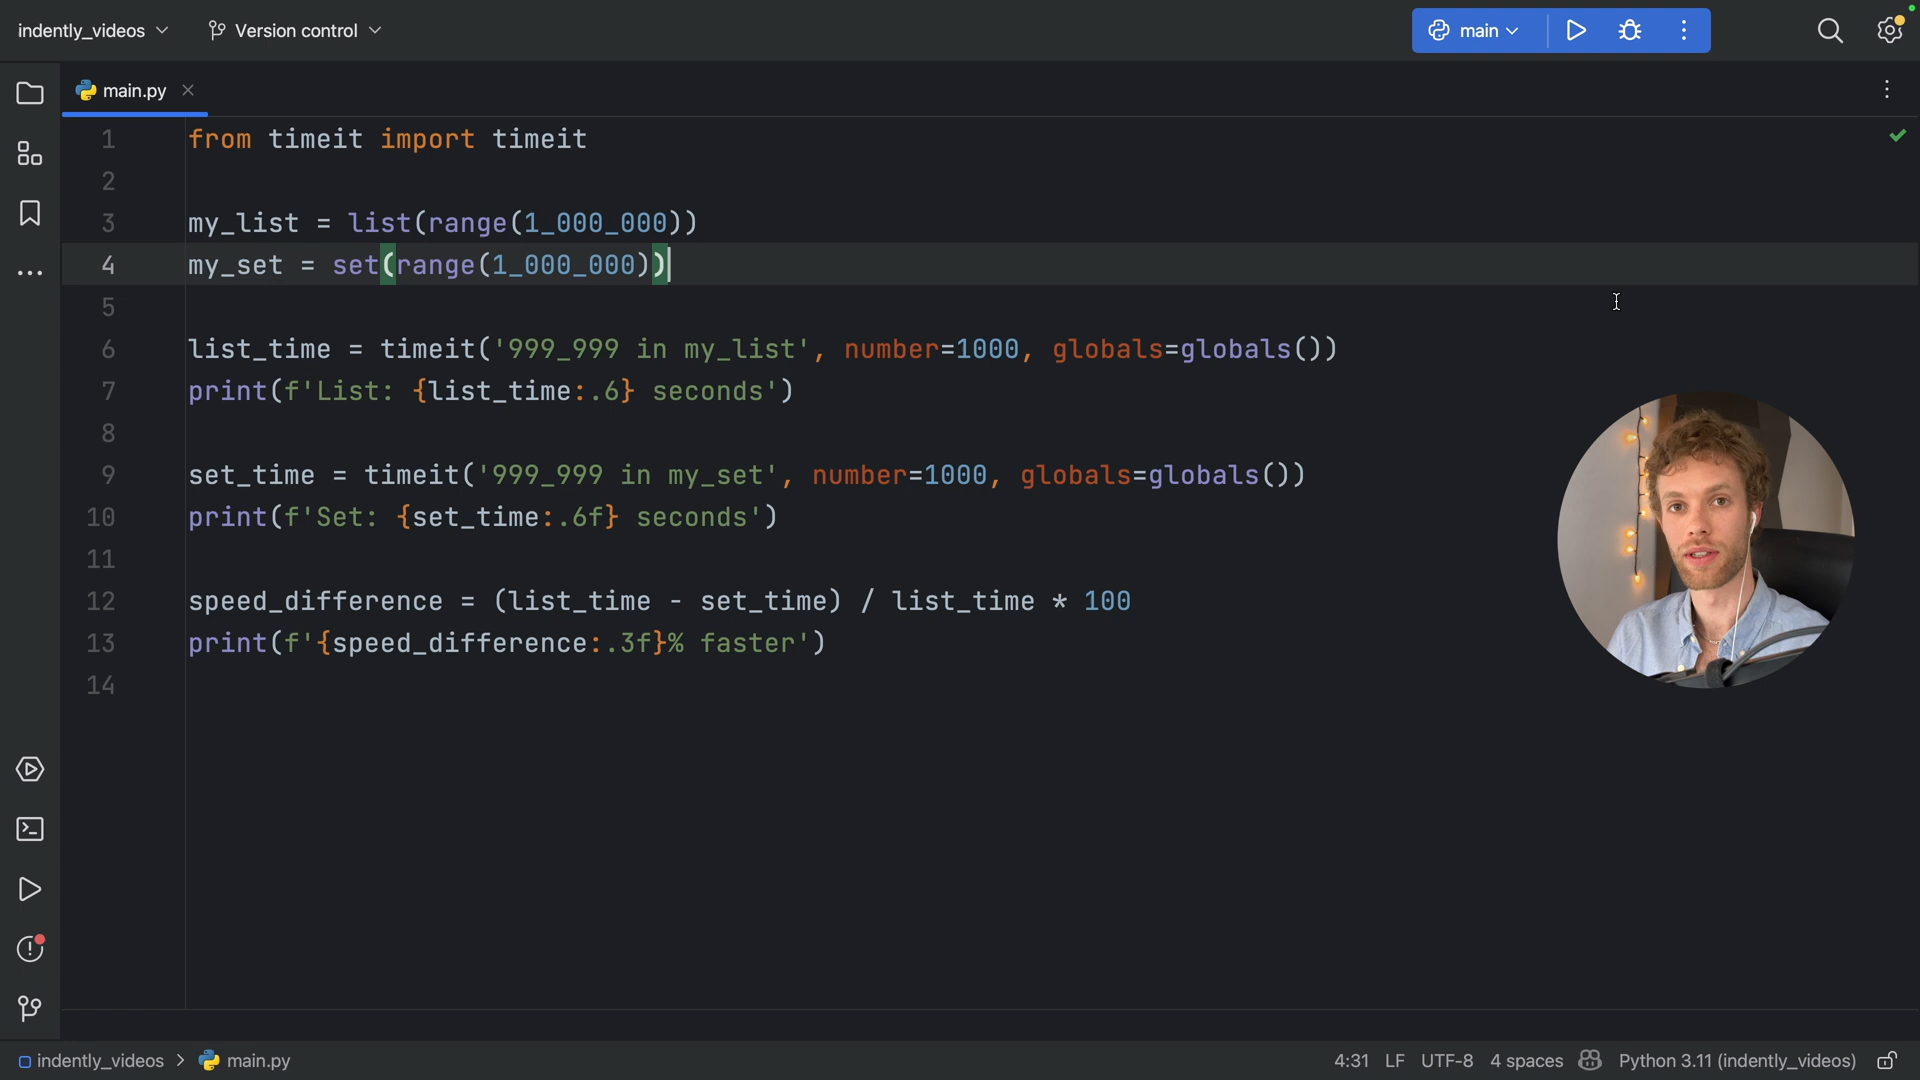 indently_videos Version control main
main.py
1 from timeit import timeit
2
3 my_list = list(range(1_000_000))
4 my_set = set(range(1_000_000))
5
6 list_time = timeit('999_999 in my_list', number=1000, globals=globals())
7 print(f'List: {list_time:.6} seconds')
8
9 set_time = timeit('999_999 in my_set', number=1000, globals=globals())
10 print(f'Set: {set_time:.6f} seconds')
11
12 speed_difference = (list_time - set_time) / list_time * 100
13 print(f'{speed_difference:.3f}% faster')
14
indently_videos > main.py 4:31 LF UTF-8 4 spaces Python 3.11 (indently_videos)